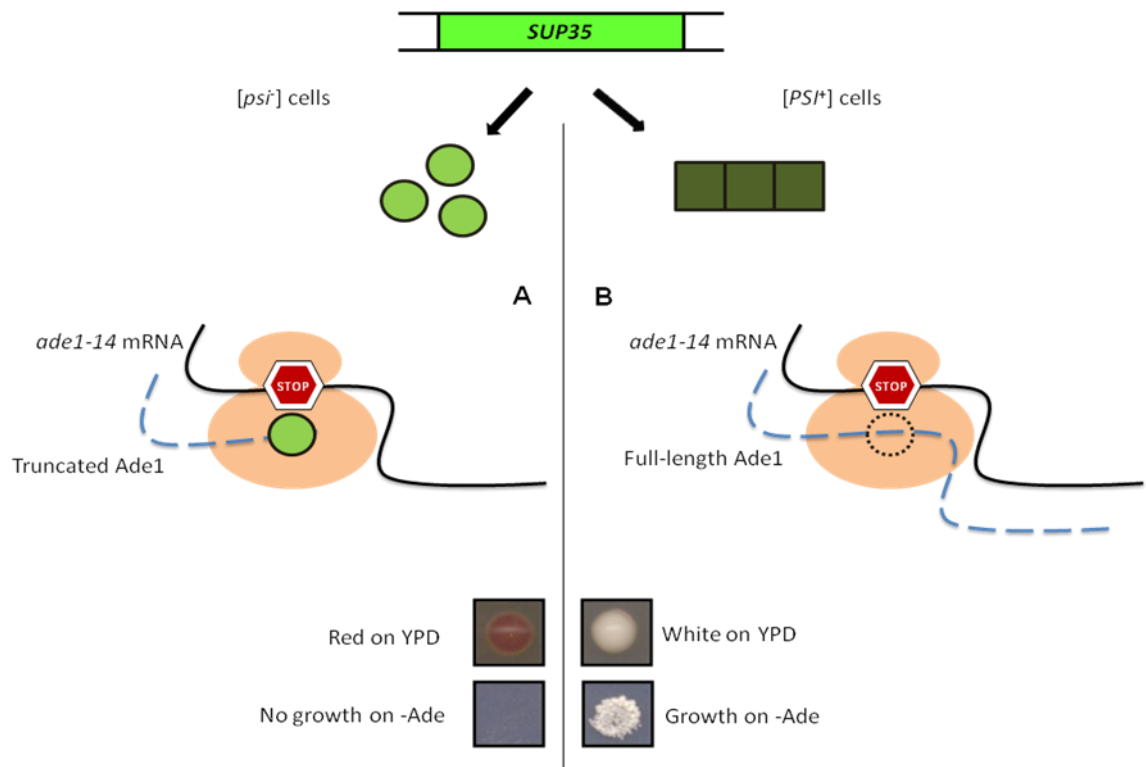 SUP35
[psi-] cells
[PSI+] cells
A
B
ade1-14 mRNA
STOP
Truncated Ade1
ade1-14 mRNA
STOP
Full-length Ade1
Red on YPD
White on YPD
No growth on -Ade
Growth on -Ade